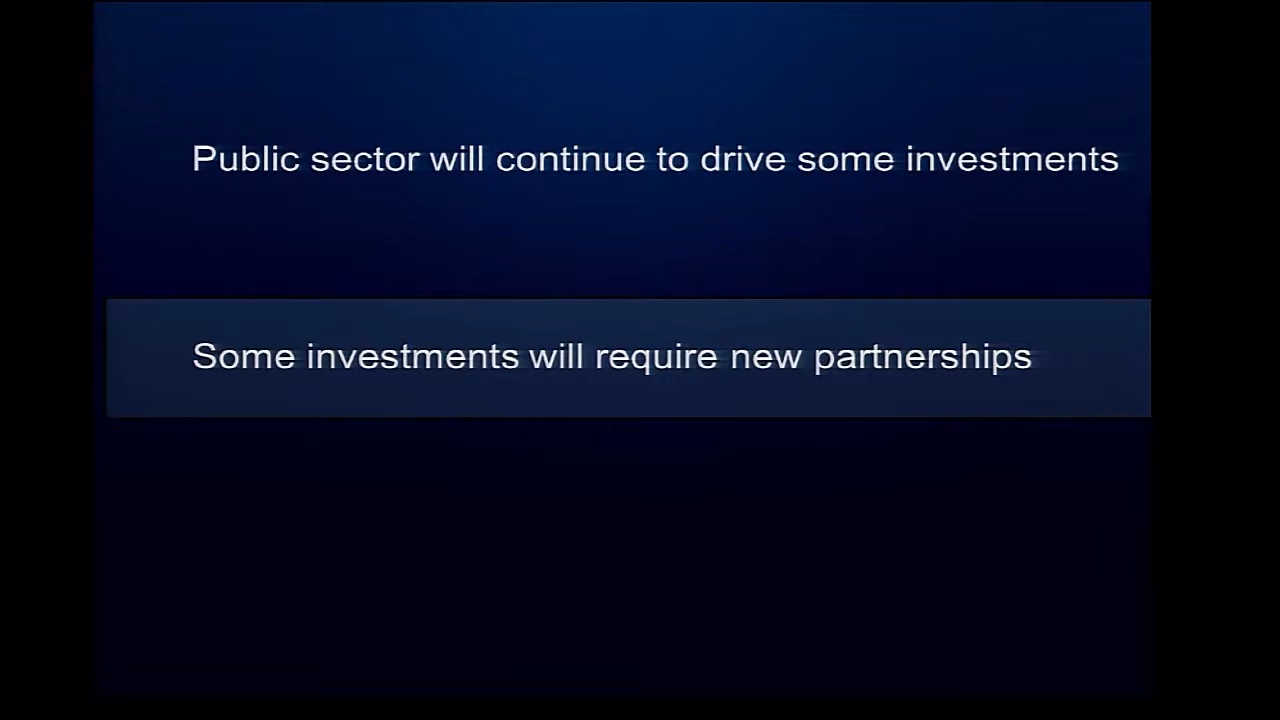 Public sector will continue to drive some investments
Some investments will require new partnerships